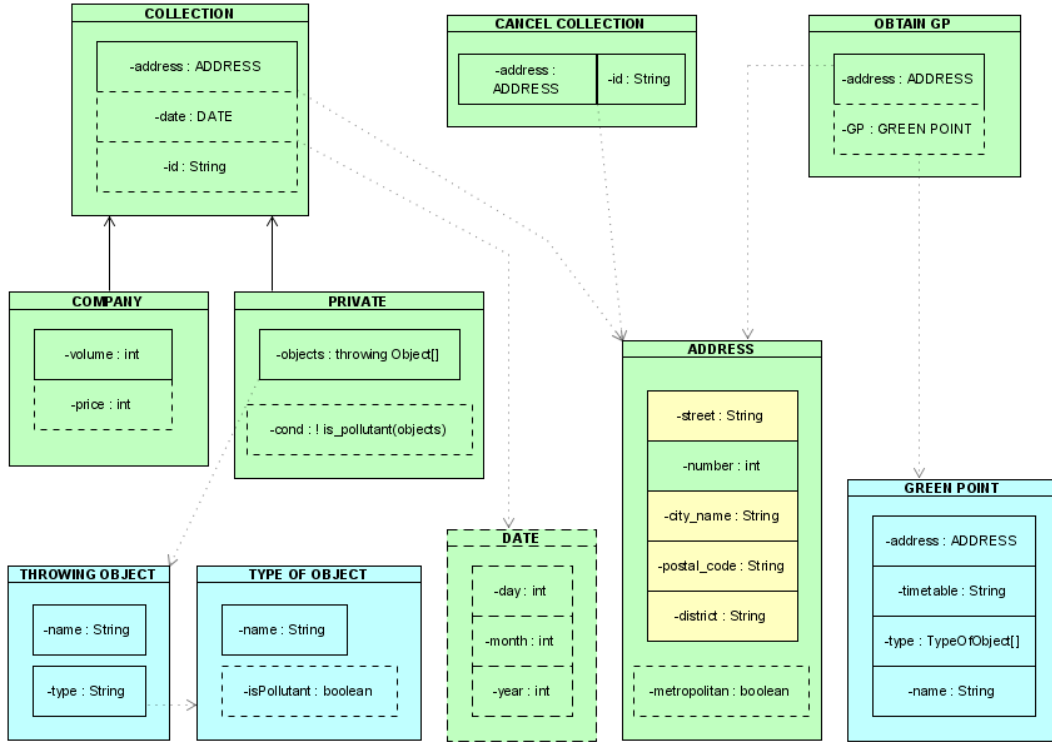 COLLECTION
-address : ADDRESS
-date : DATE
-id : String
CANCEL COLLECTION
-address :
ADDRESS
-id : String
OBTAIN GP
-address : ADDRESS
-GP : GREEN POINT
COMPANY
-volume : int
-price : int
PRIVATE
-objects : throwing Object[]
-cond : ! is_pollutant(objects)
ADDRESS
-street : String
-number : int
-city_name : String
-postal_code : String
-district : String
-metropolitan : boolean
GREEN POINT
-address : ADDRESS
-timetable : String
-type : TypeOfObject[]
-name : String
THROWING OBJECT
-name : String
-type : String
TYPE OF OBJECT
-name : String
-isPollutant : boolean
DATE
-day : int
-month : int
-year : int